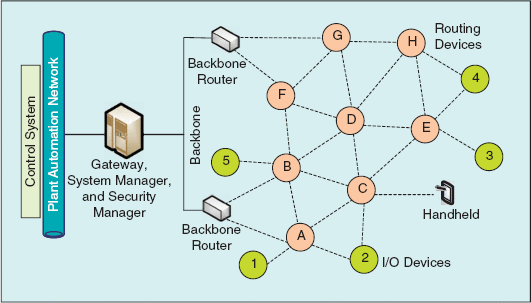 Control System
Plant Automation Network
Gateway,
System Manager,
and Security
Manager
Backbone
Backbone
Router
Backbone
Router
G
H
Routing
Devices
F
4
D
E
5
B
3
C
Handheld
A
1
2
I/O Devices